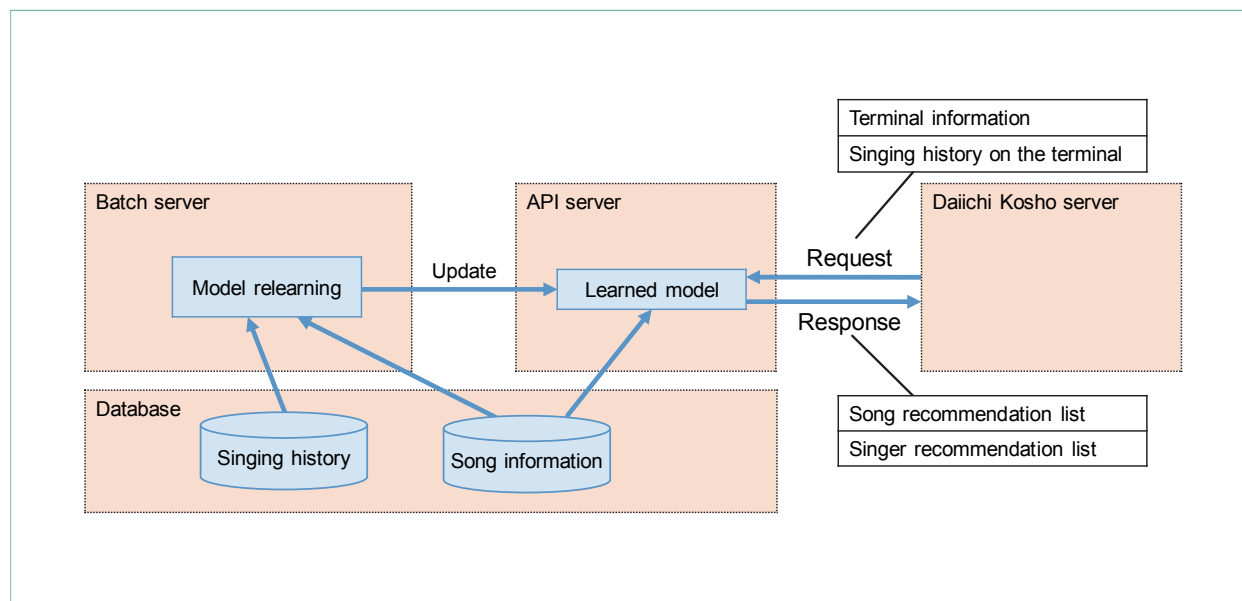 Terminal information
Singing history on the terminal
Batch server
API server
Daiichi Kosho server
Model relearning
Update
Learned model
Request
Response
Database
Singing history
Song information
Song recommendation list
Singer recommendation list